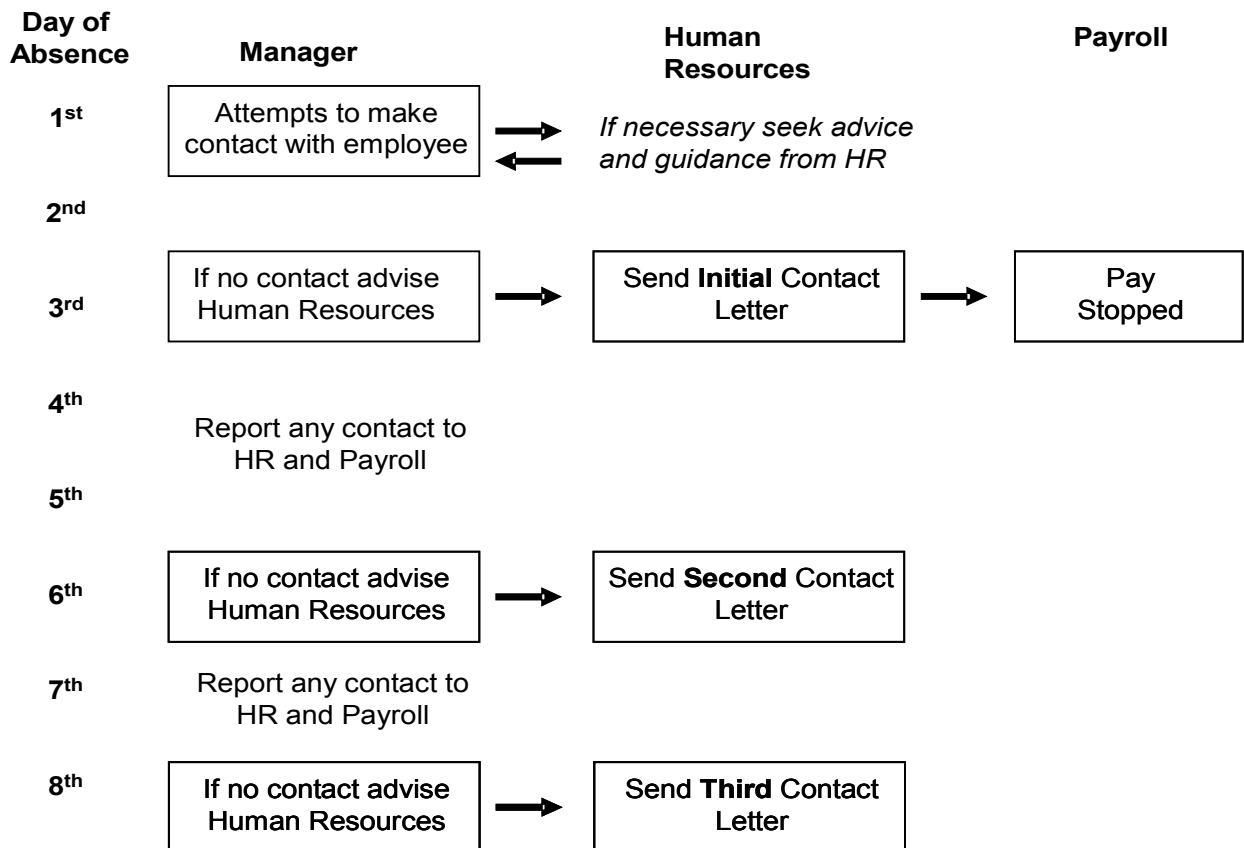 Day of
Absence
Manager
Human
Resources
Payroll
1st
Attempts to make
contact with employee
If necessary seek advice
and guidance from HR
2nd
3rd
If no contact advise
Human Resources
Send Initial Contact
Letter
Pay
Stopped
4th
Report any contact to
HR and Payroll
5th
6th
If no contact advise
Human Resources
Send Second Contact
Letter
7th
Report any contact to
HR and Payroll
8th
If no contact advise
Human Resources
Send Third Contact
Letter